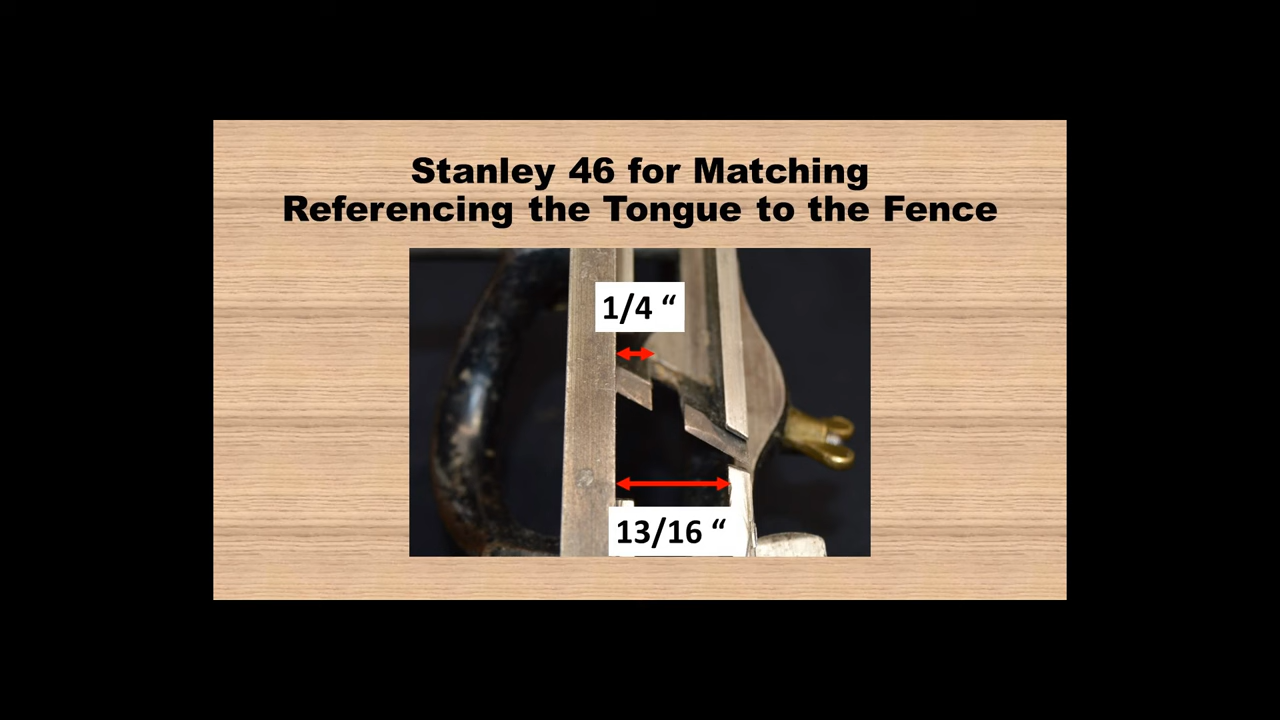 Stanley 46 for Matching
Referencing the Tongue to the Fence
1/4 “
13/16 “